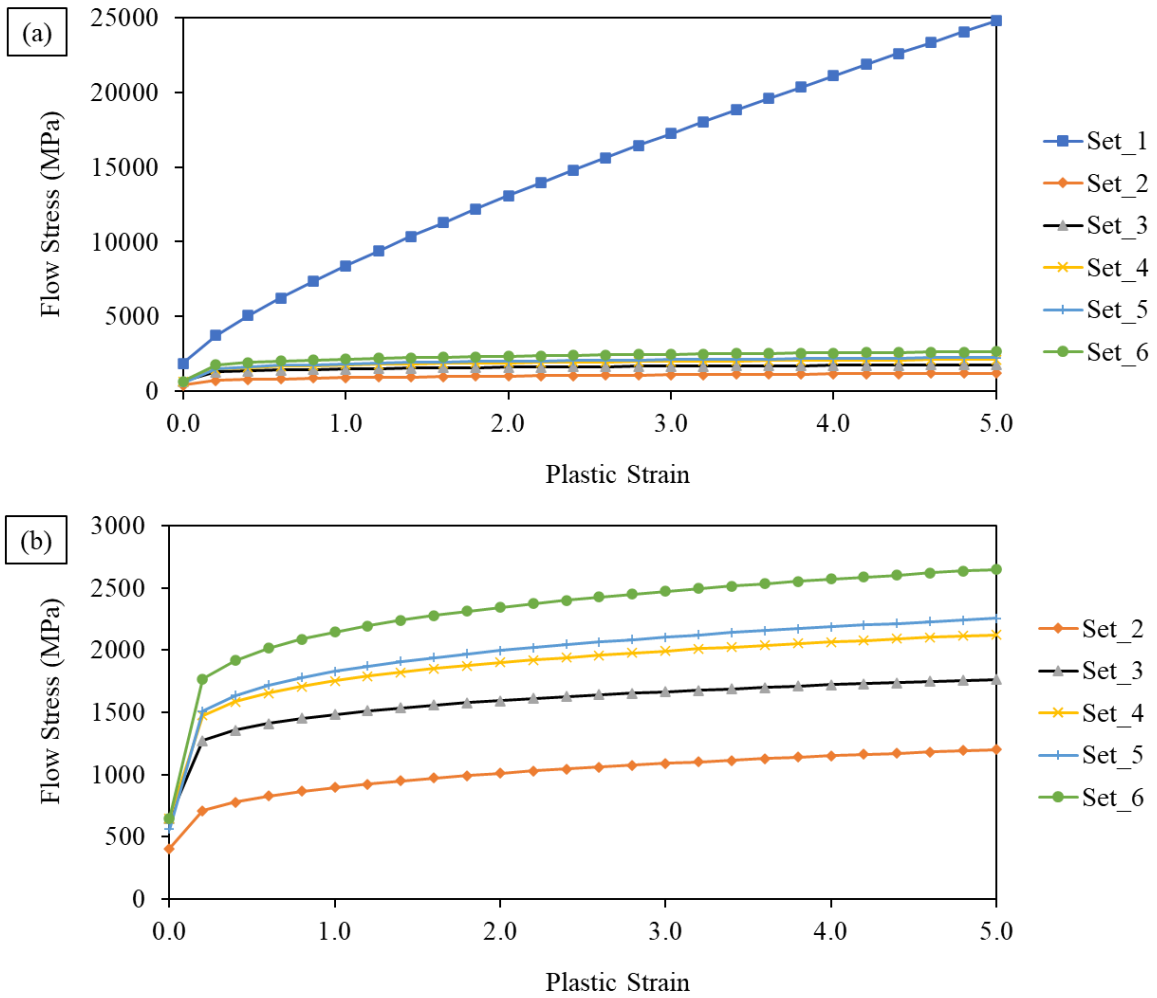 (a)
25000
20000
15000
10000
5000
0
Flow Stress (MPa)
0.0 1.0 2.0 3.0 4.0 5.0
Plastic Strain
Set_1
Set_2
Set_3
Set_4
Set_5
Set_6
(b)
3000
2500
2000
1500
1000
500
0
Flow Stress (MPa)
0.0 1.0 2.0 3.0 4.0 5.0
Plastic Strain
Set_2
Set_3
Set_4
Set_5
Set_6